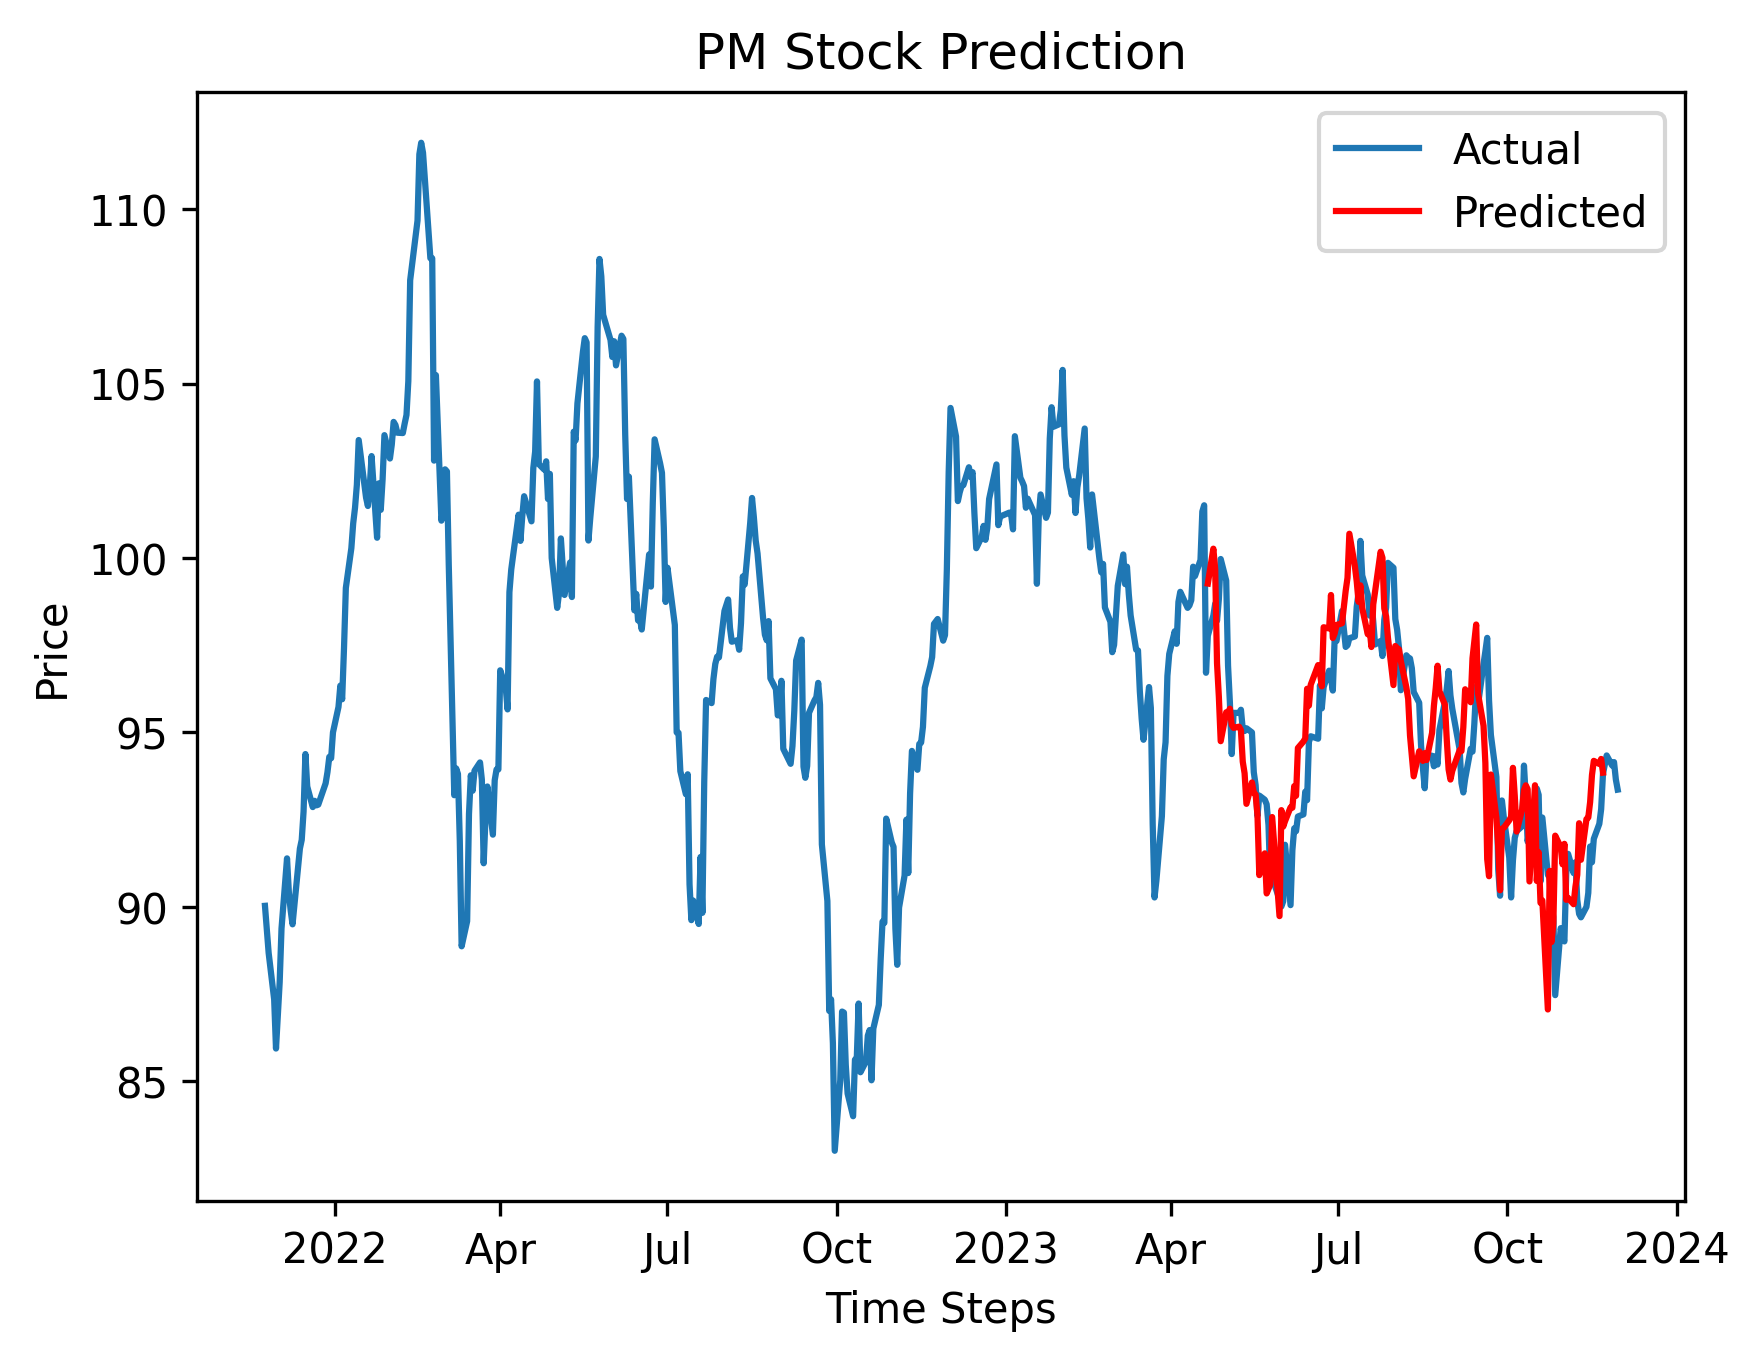 PM Stock Prediction
Actual
Predicted
110
105
100
95
90
85
Price
2022 Apr Jul Oct 2023 Apr Jul Oct 2024
Time Steps